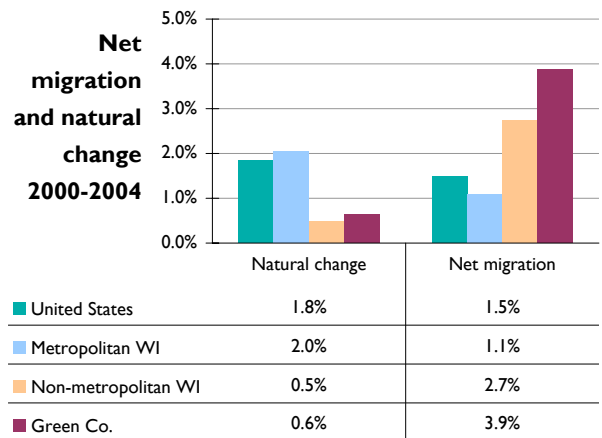 Net
migration
and natural
change
2000-2004
5.0%
4.0%
3.0%
2.0%
1.0%
0.0%
Natural change Net migration
United States 1.8% 1.5%
Metropolitan WI 2.0% 1.1%
Non-metropolitan WI 0.5% 2.7%
Green Co. 0.6% 3.9%